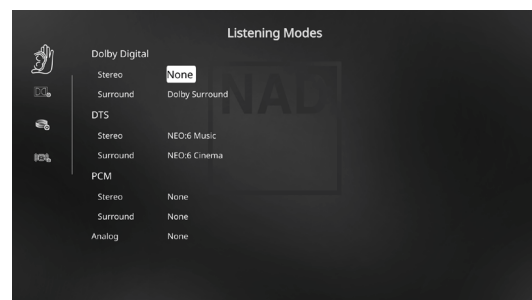 Listening Modes
Dolby Digital
Stereo None
Surround Dolby Surround
DTS
Stereo NEO:6 Music
Surround NEO:6 Cinema
PCM
Stereo None
Surround None
Analog None
NAD